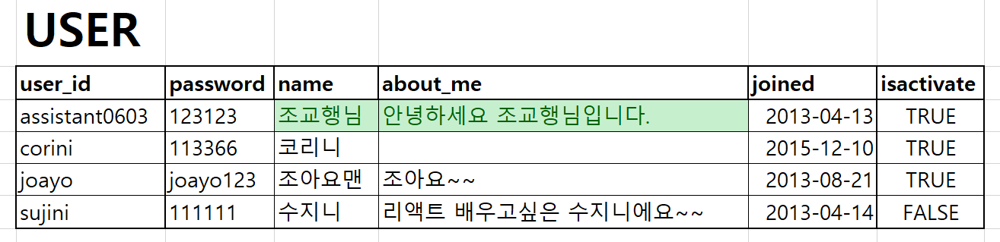 USER
user_id password name about_me joined isactivate
assistant0603 123123 조교행님 안녕하세요 조교행님입니다. 2013-04-13 TRUE
corini 113366 코리니 2015-12-10 TRUE
joayo joayo123 조아요맨 조아요~~ 2013-08-21 TRUE
sujini 111111 수지니 리액트 배우고싶은 수지니에요~~ 2013-04-14 FALSE